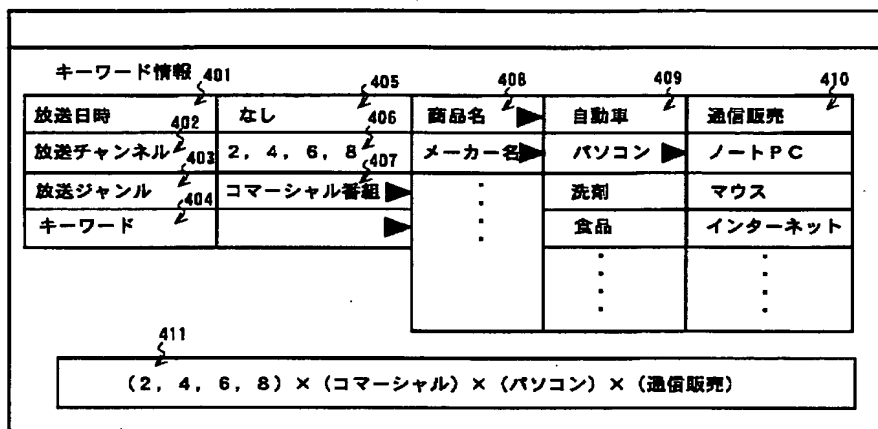 キーワード情報 401 405 408 409 410
放送日時 なし 商品名 ▶ 自動車 通信販売
402 406
放送チャンネル 2, 4, 6, 8 メーカー名▶ パソコン ▶ ノートPC
403 407
放送ジャンル コマーシャル番組 ▶ 洗剤 マウス
404
キーワード ▶ 食品 インターネット
411
(2, 4, 6, 8) × (コマーシャル) × (パソコン) × (通信販売)